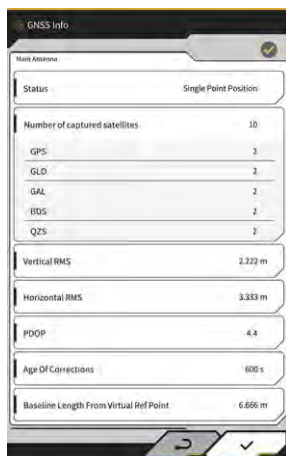 GNSS Info
Main Antenna
Status Single Point Position
Number of captured satellites 10
GPS 2
GLO 2
GAL 2
BDS 2
QZS 2
Vertical RMS 2.222 m
Horizontal RMS 3.333 m
PDOP 4.4
Age Of Corrections 600 s
Baseline Length From Virtual Ref Point 6.666 m